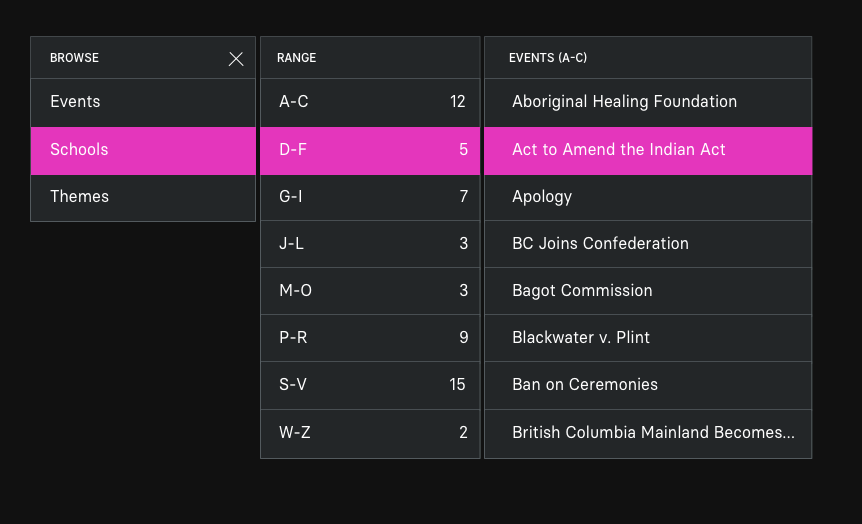 BROWSE
Events
Schools
Themes
RANGE
A-C 12
D-F 5
G-I 7
J-L 3
M-O 3
P-R 9
S-V 15
W-Z 2
EVENTS (A-C)
Aboriginal Healing Foundation
Act to Amend the Indian Act
Apology
BC Joins Confederation
Bagot Commission
Blackwater v. Plint
Ban on Ceremonies
British Columbia Mainland Becomes...